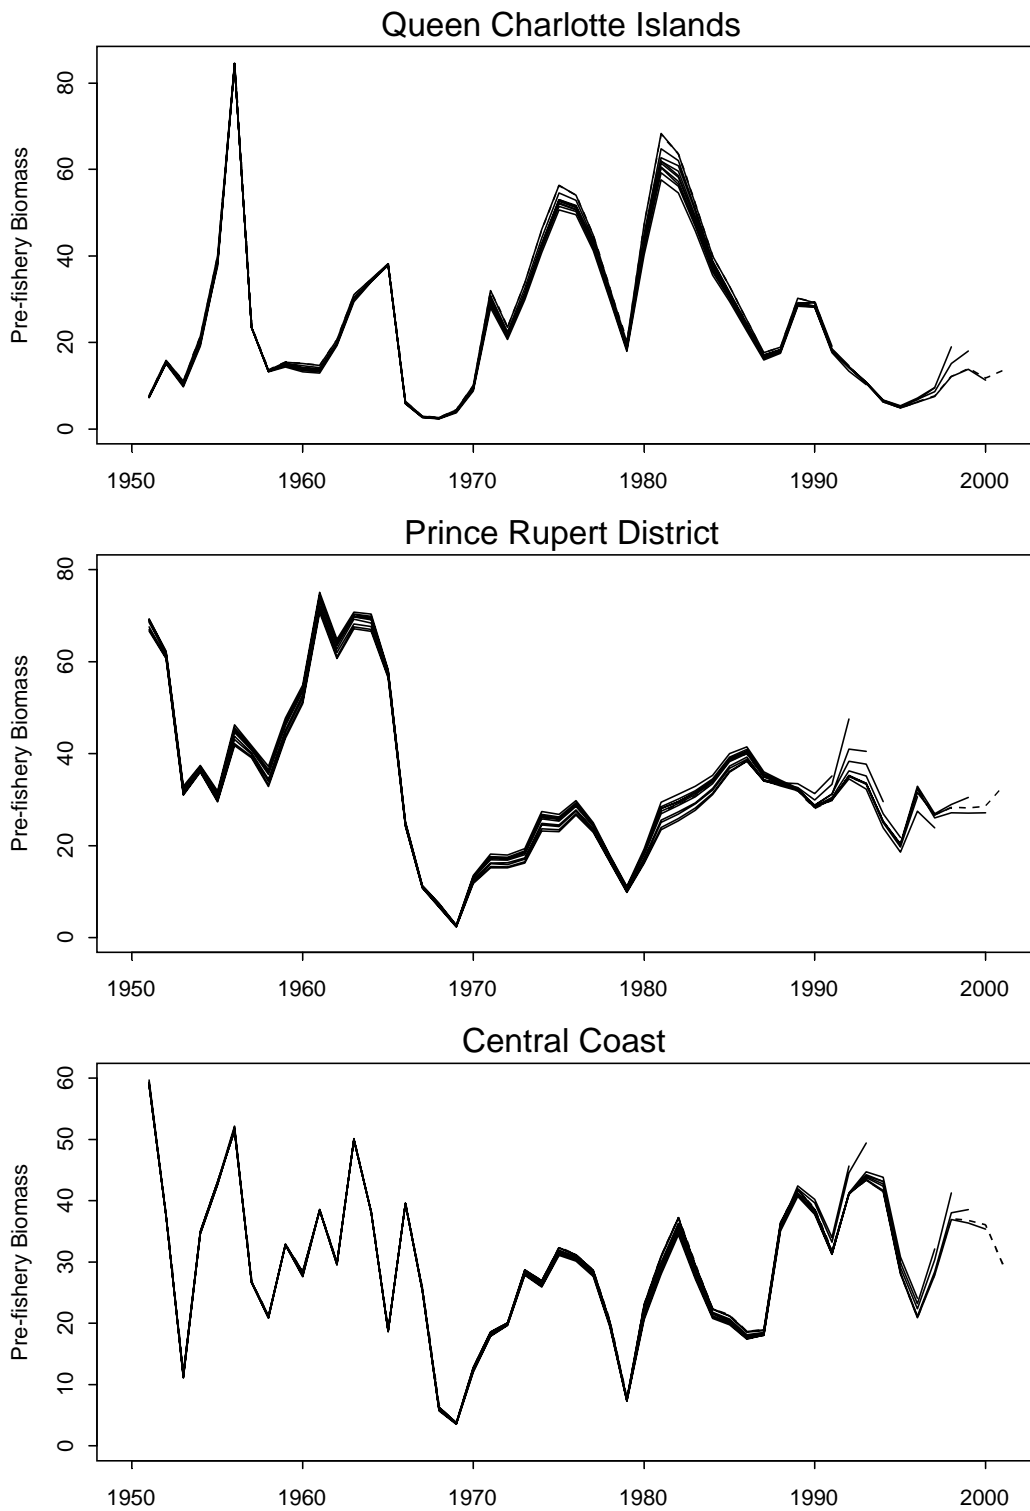 Queen Charlotte Islands
Pre-fishery Biomass
80
60
40
20
0
1950 1960 1970 1980 1990 2000
Prince Rupert District
Pre-fishery Biomass
80
60
40
20
0
1950 1960 1970 1980 1990 2000
Central Coast
Pre-fishery Biomass
60
50
40
30
20
10
0
1950 1960 1970 1980 1990 2000